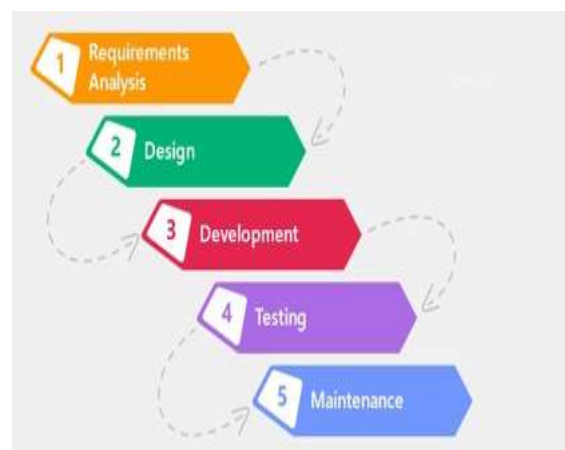 1
Requirements
Analysis
2
Design
3
Development
4
Testing
5
Maintenance